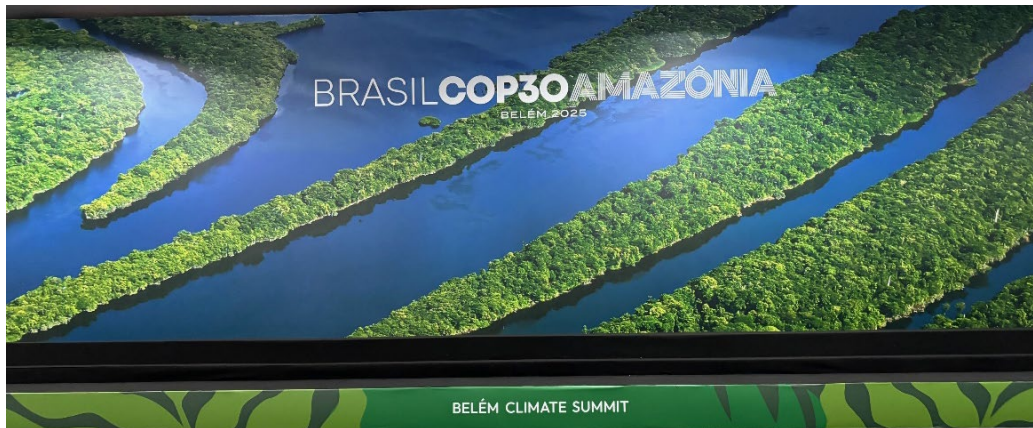 BRASILCOP30AMAZÔNIA
BELÉM 2025
BELÉM CLIMATE SUMMIT